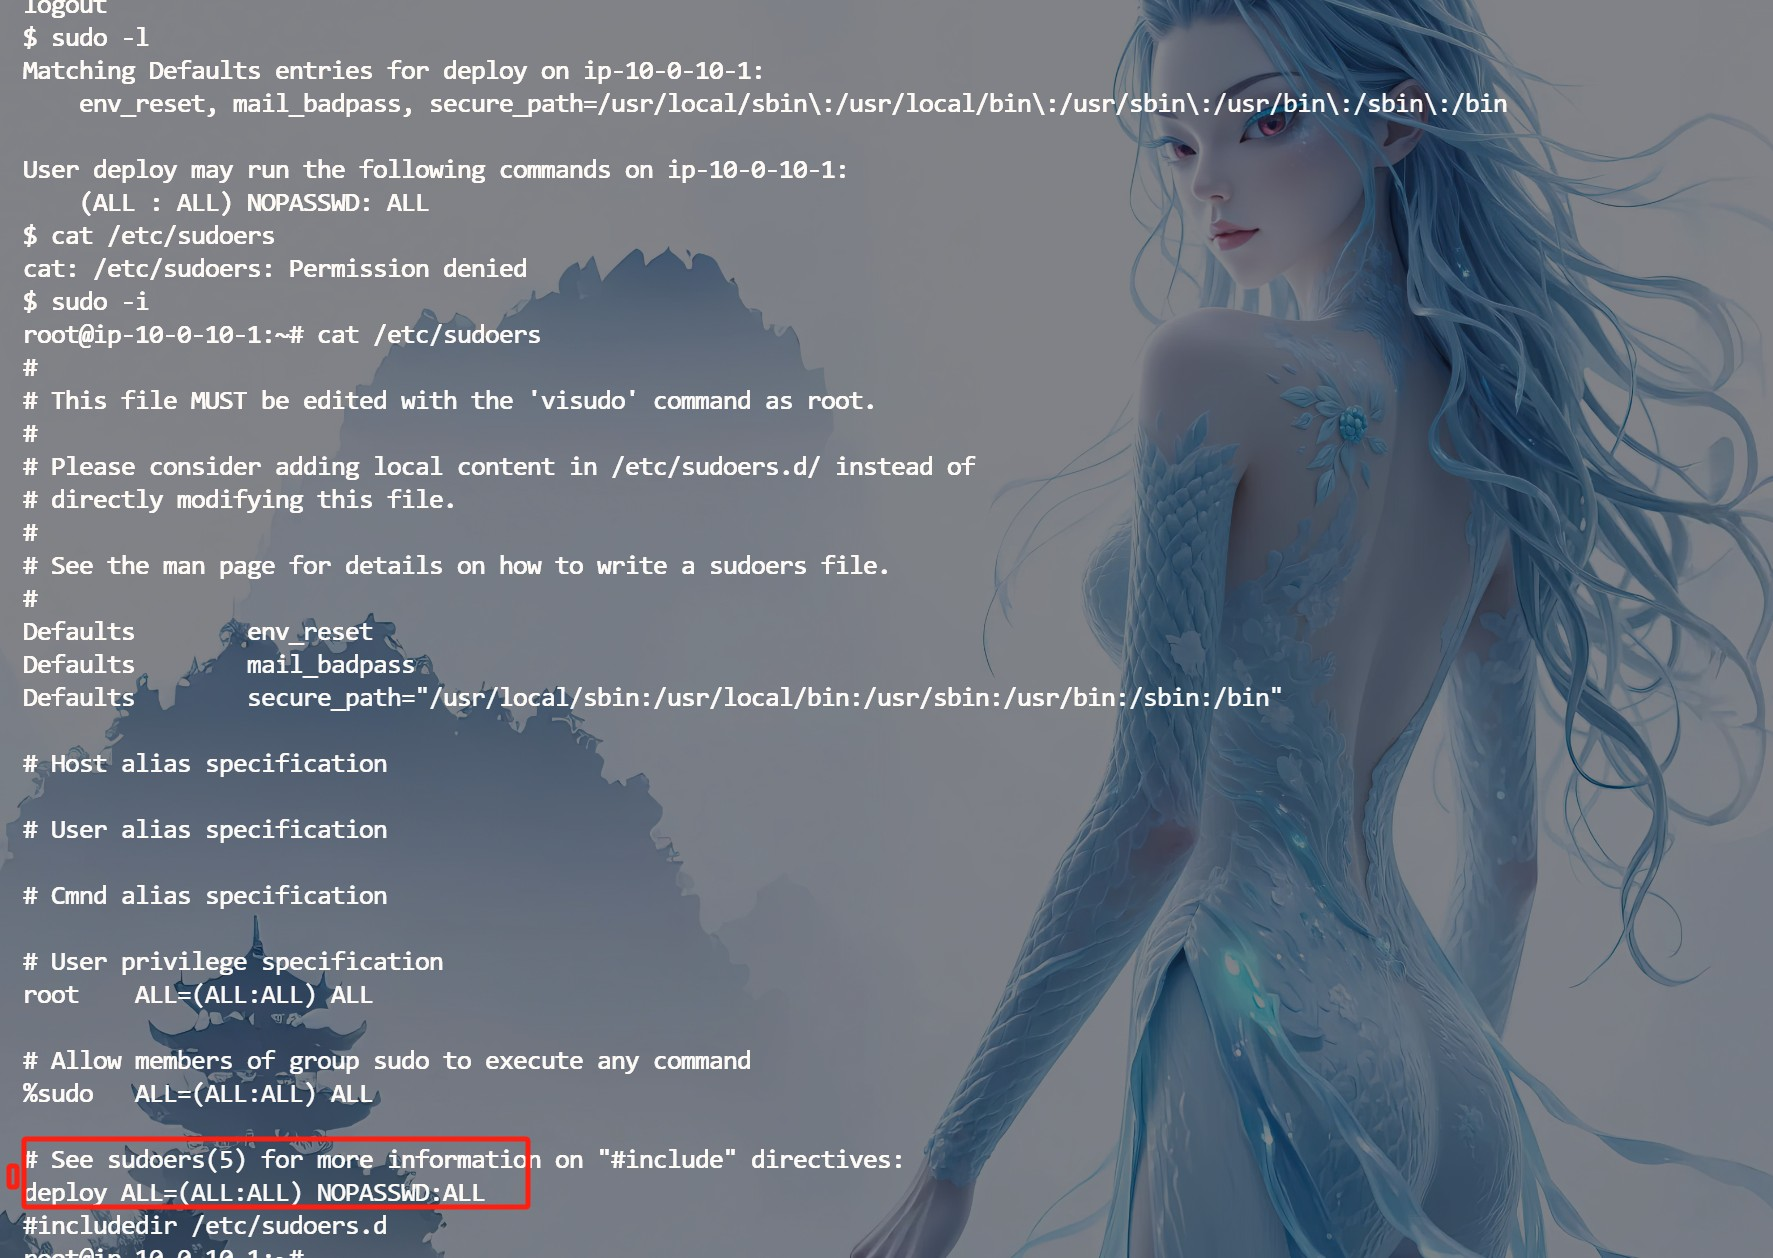 logout
$ sudo -l
Matching Defaults entries for deploy on ip-10-0-10-1:
    env_reset, mail_badpass, secure_path=/usr/local/sbin\:/usr/local/bin\:/usr/sbin\:/usr/bin\:/sbin\:/bin

User deploy may run the following commands on ip-10-0-10-1:
    (ALL : ALL) NOPASSWD: ALL
$ cat /etc/sudoers
cat: /etc/sudoers: Permission denied
$ sudo -i
root@ip-10-0-10-1:~# cat /etc/sudoers
#
# This file MUST be edited with the 'visudo' command as root.
#
# Please consider adding local content in /etc/sudoers.d/ instead of
# directly modifying this file.
#
# See the man page for details on how to write a sudoers file.
#
Defaults        env_reset
Defaults        mail_badpass
Defaults        secure_path="/usr/local/sbin:/usr/local/bin:/usr/sbin:/usr/bin:/sbin:/bin"

# Host alias specification

# User alias specification

# Cmnd alias specification

# User privilege specification
root    ALL=(ALL:ALL) ALL

# Allow members of group sudo to execute any command
%sudo   ALL=(ALL:ALL) ALL

# See sudoers(5) for more information on "#include" directives:
deploy ALL=(ALL:ALL) NOPASSWD:ALL
#includedir /etc/sudoers.d
root@ip-10-0-10-1:~#